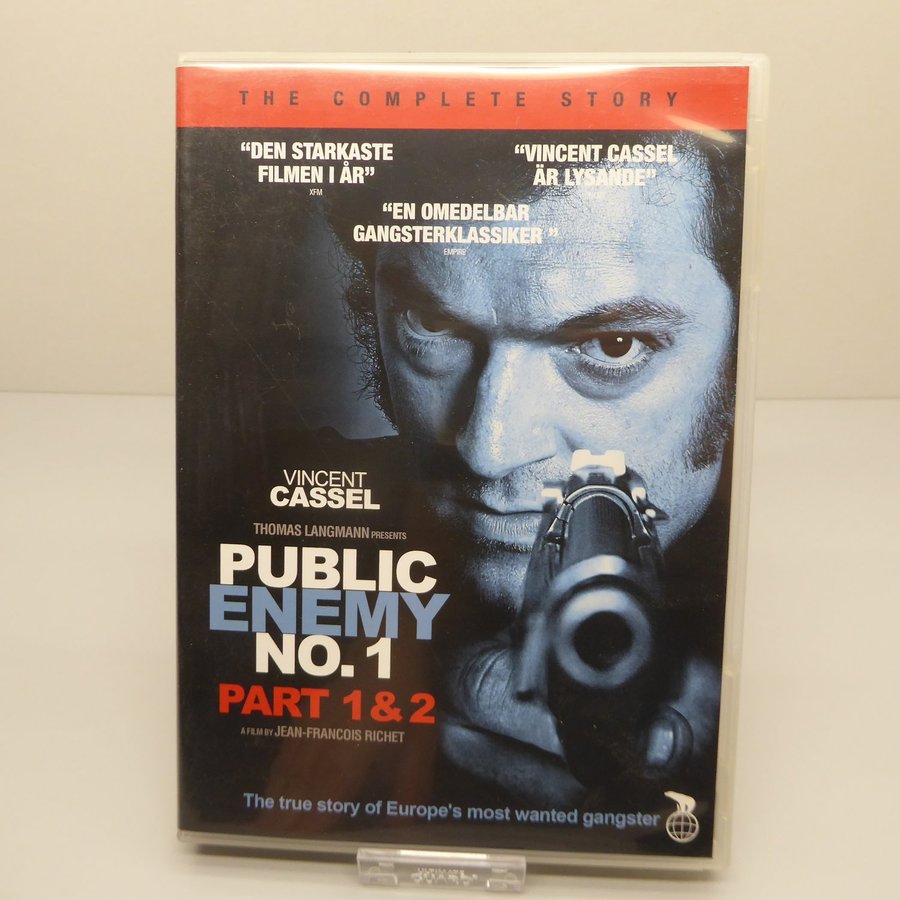 THE COMPLETE STORY
"DEN STARKASTE
FILMEN I ÅR"
XFM
"VINCENT CASSEL
ÄR LYSANDE"
"EN OMEDELBAR
GANGSTERKLASSIKER"
EMPIRE
VINCENT
CASSEL
THOMAS LANGMANN PRESENTS
PUBLIC
ENEMY
NO.1
PART 1 & 2
A FILM BY JEAN-FRANCOIS RICHET
The true story of Europe's most wanted gangster